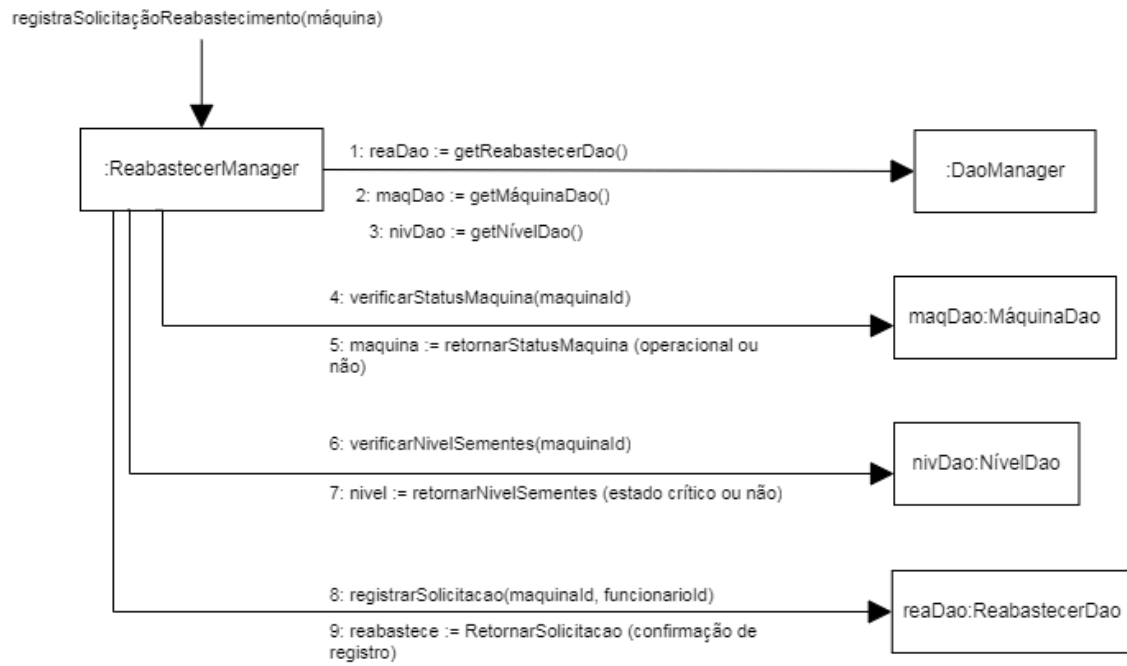 registraSolicitaçãoReabastecimento(máquina)
:ReabastecerManager
1: reaDao := getReabastecerDao()
:DaoManager
2: maqDao := getMáquinaDao()
3: nivDao := getNívelDao()
4: verificarStatusMaquina(maquinaId)
maqDao:MáquinaDao
5: maquina := retornarStatusMaquina (operacional ou
não)
6: verificarNivelSementes(maquinaId)
nivDao:NívelDao
7: nivel := retornarNivelSementes (estado crítico ou não)
8: registrarSolicitacao(maquinaId, funcionarioId)
reaDao:ReabastecerDao
9: reabastece := RetornarSolicitacao (confirmação de
registro)